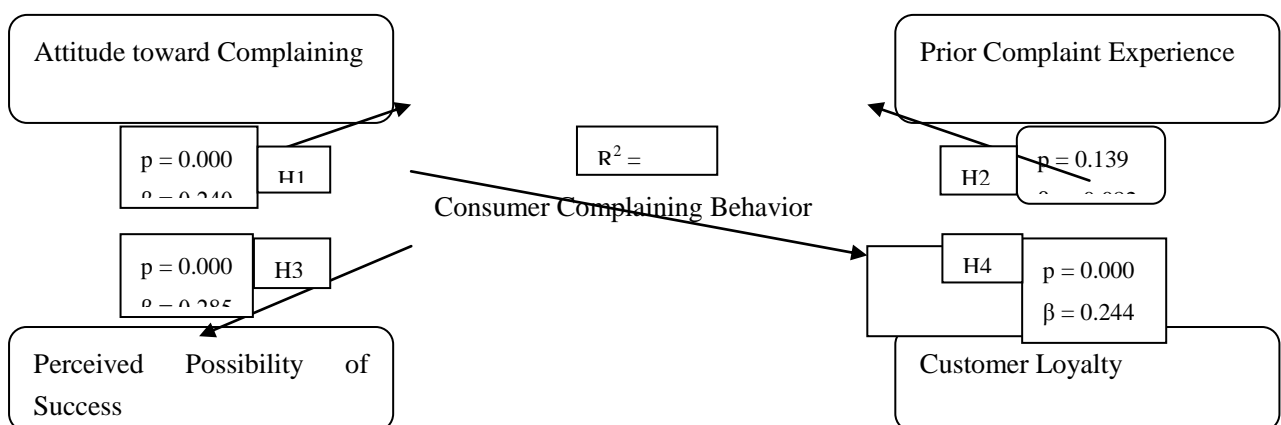 Attitude toward Complaining
Prior Complaint Experience
p = 0.000
H1
R² =
H2
p = 0.139
Consumer Complaining Behavior
p = 0.000
H3
H4
p = 0.000
β = 0.244
Perceived Possibility of
Success
Customer Loyalty